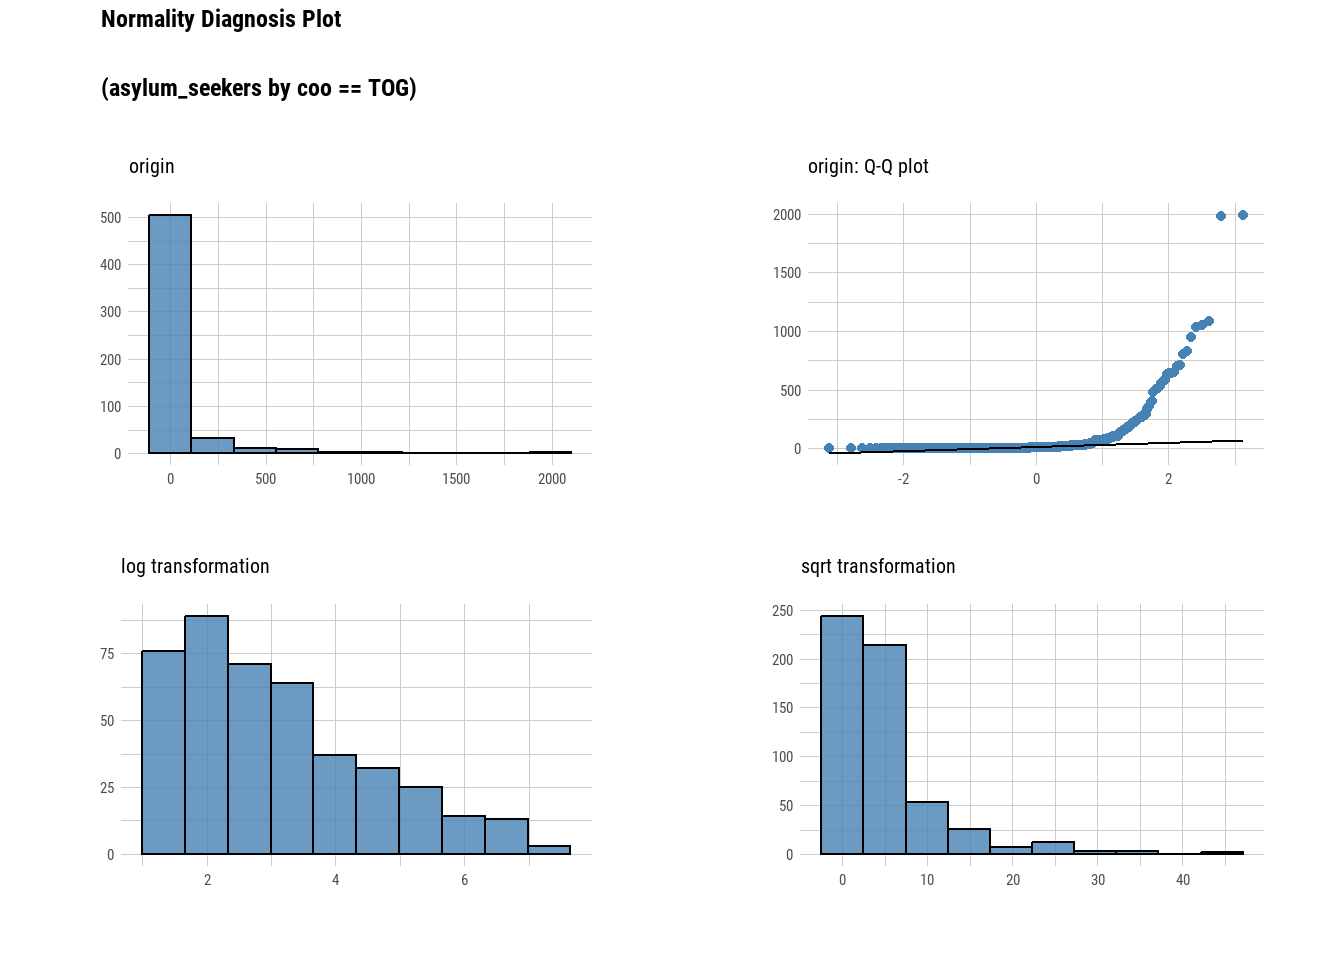 Normality Diagnosis Plot
(asylum_seekers by coo == TOG)
origin
500
400
300
200
100
0
0 500 1000 1500 2000
origin: Q-Q plot
2000
1500
1000
500
0
-2 0 2
log transformation
75
50
25
0
2 4 6
sqrt transformation
250
200
150
100
50
0
0 10 20 30 40